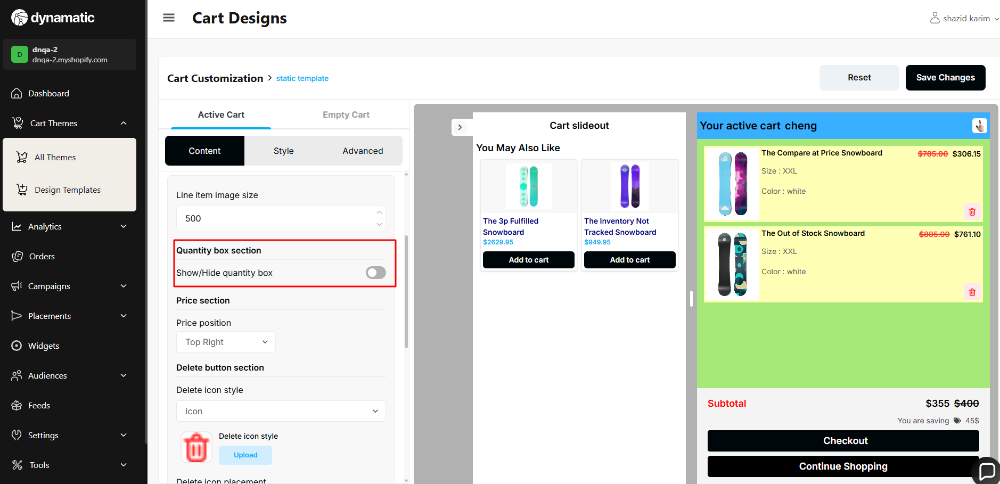 dynamatic
D
dnqa-2
dnqa-2.myshopify.com
Dashboard
Cart Themes
All Themes
Design Templates
Analytics
Orders
Campaigns
Placements
Widgets
Audiences
Feeds
Settings
Tools
Cart Designs
shazid karim
Cart Customization > static template
Reset
Save Changes
Active Cart
Empty Cart
Content
Style
Advanced
Line item image size
500
Quantity box section
Show/Hide quantity box
Price section
Price position
Top Right
Delete button section
Delete icon style
Icon
Delete icon style
Upload
Delete icon placement
Cart slideout
You May Also Like
The 3p Fulfilled
Snowboard
$2629.95
Add to cart
The Inventory Not
Tracked Snowboard
$949.95
Add to cart
Your active cart cheng
The Compare at Price Snowboard
$785.00 $306.15
Size : XXL
Color : white
The Out of Stock Snowboard
$885.00 $761.10
Size : XXL
Color : white
Subtotal
$355 $400
You are saving 45$
Checkout
Continue Shopping